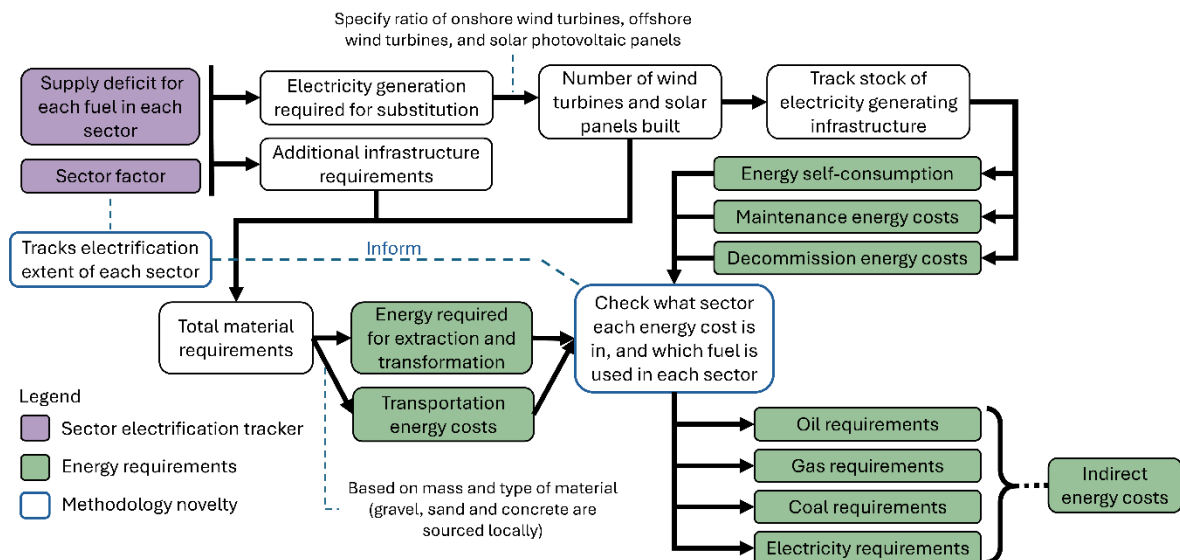 Specify ratio of onshore wind turbines, offshore
wind turbines, and solar photovoltaic panels
Supply deficit for
each fuel in each
sector
Electricity generation
required for substitution
Number of wind
turbines and solar
panels built
Track stock of
electricity generating
infrastructure
Sector factor
Additional infrastructure
requirements
Energy self-consumption
Maintenance energy costs
Decommission energy costs
Tracks electrification
extent of each sector
Inform
Total material
requirements
Energy required
for extraction and
transformation
Transportation
energy costs
Check what sector
each energy cost is
in, and which fuel is
used in each sector
Legend
Sector electrification tracker
Energy requirements
Methodology novelty
Based on mass and type of material
(gravel, sand and concrete are
sourced locally)
Oil requirements
Gas requirements
Coal requirements
Electricity requirements
Indirect
energy costs